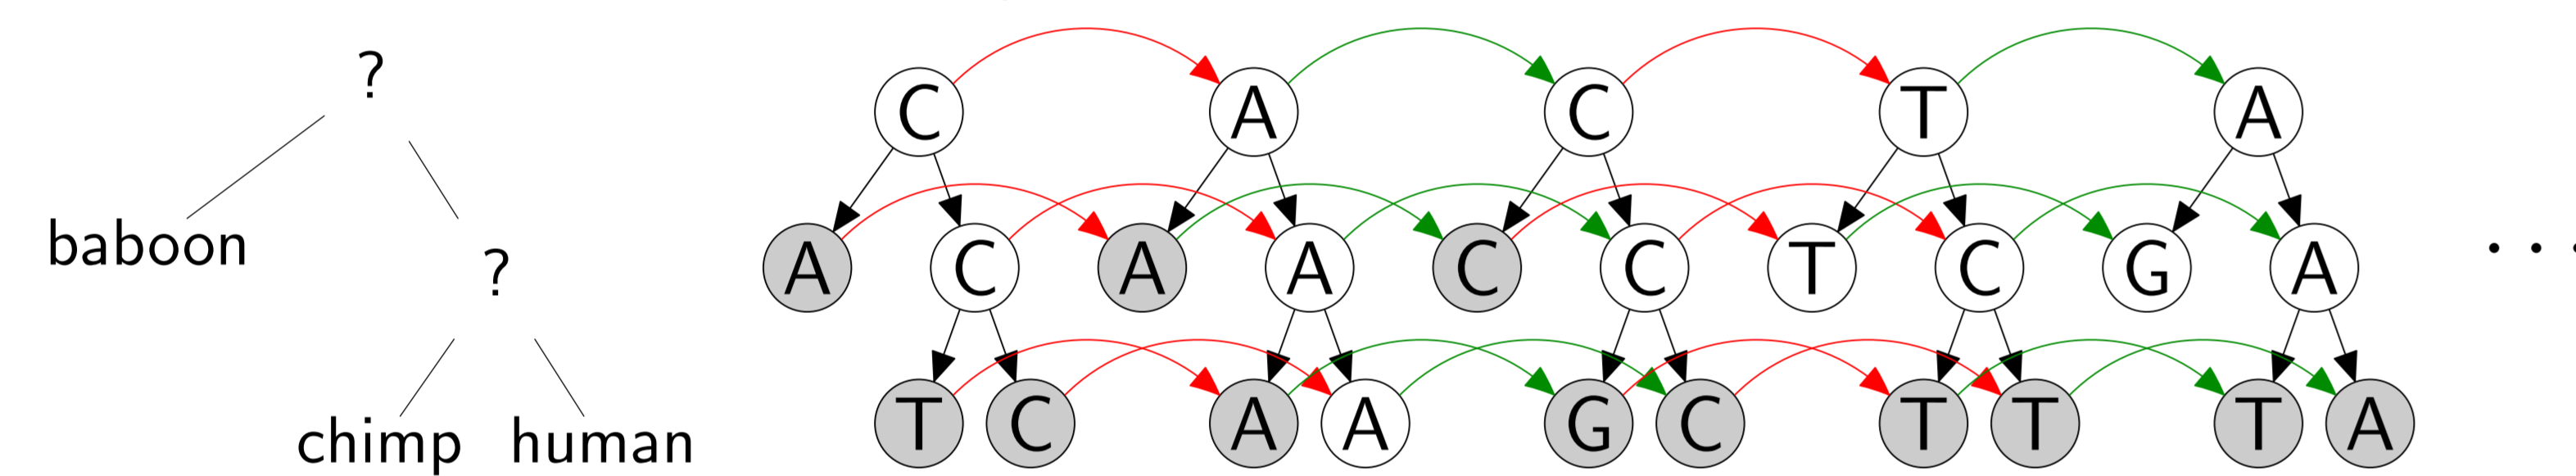 ?
baboon
?
chimp human
C A C T A
A C A A C C T C G A ...
T C A A G C T T T A